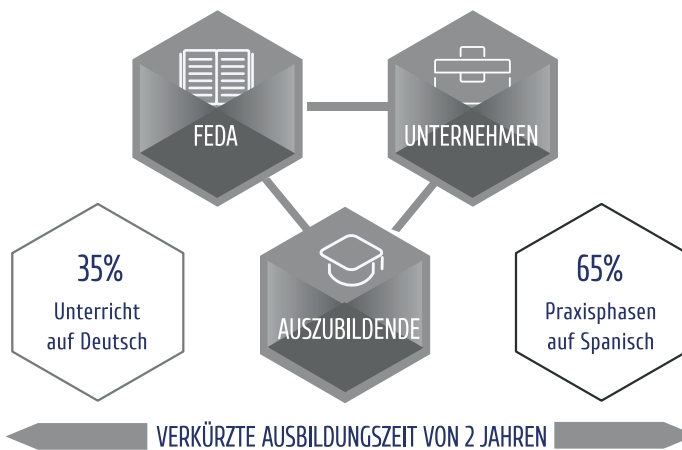 FEDA
UNTERNEHMEN
AUSZUBILDENDE
35%
Unterricht
auf Deutsch
65%
Praxisphasen
auf Spanisch
VERKÜRZTE AUSBILDUNGSZEIT VON 2 JAHREN